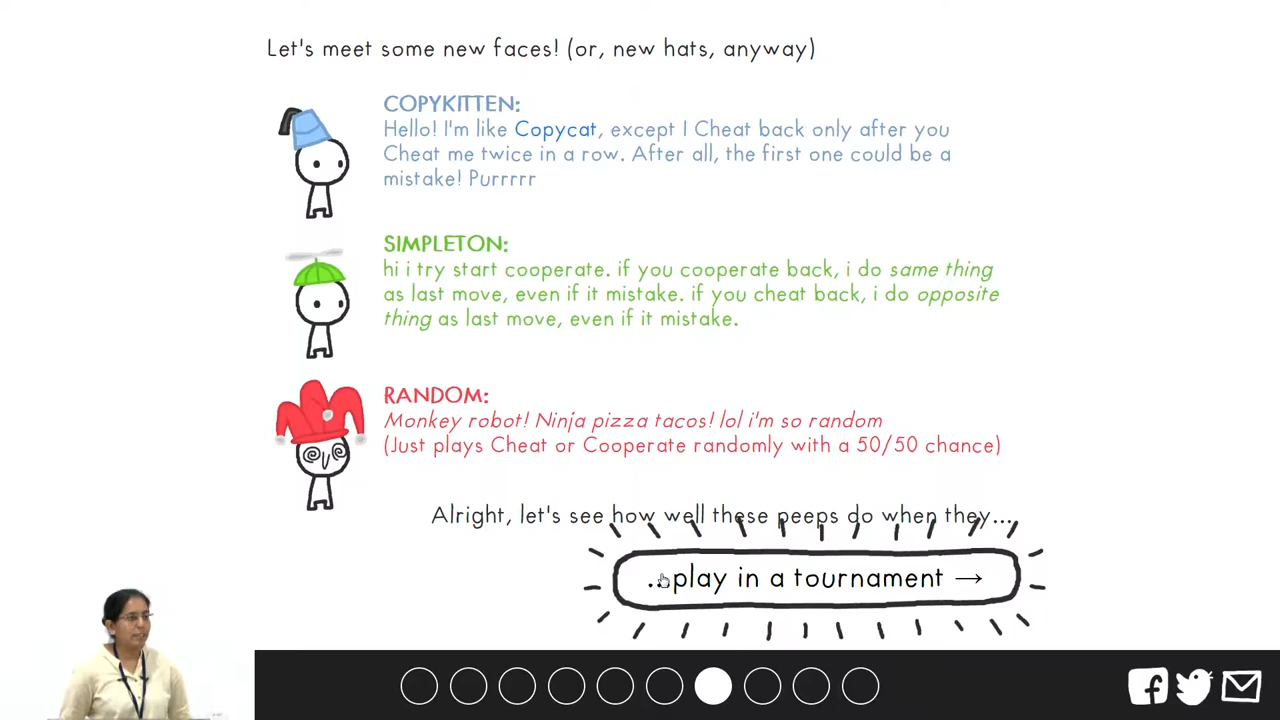 Let's meet some new faces! (or, new hats, anyway)
COPYKITTEN:
Hello! I'm like Copycat, except I Cheat back only after you
Cheat me twice in a row. After all, the first one could be a
mistake! Purrrrr
SIMPLETON:
hi i try start cooperate. if you cooperate back, i do same thing
as last move, even if it mistake. if you cheat back, i do opposite
thing as last move, even if it mistake.
RANDOM:
Monkey robot! Ninja pizza tacos! lol i'm so random
(Just plays Cheat or Cooperate randomly with a 50/50 chance)
Alright, let's see how well these peeps do when they...
...play in a tournament →